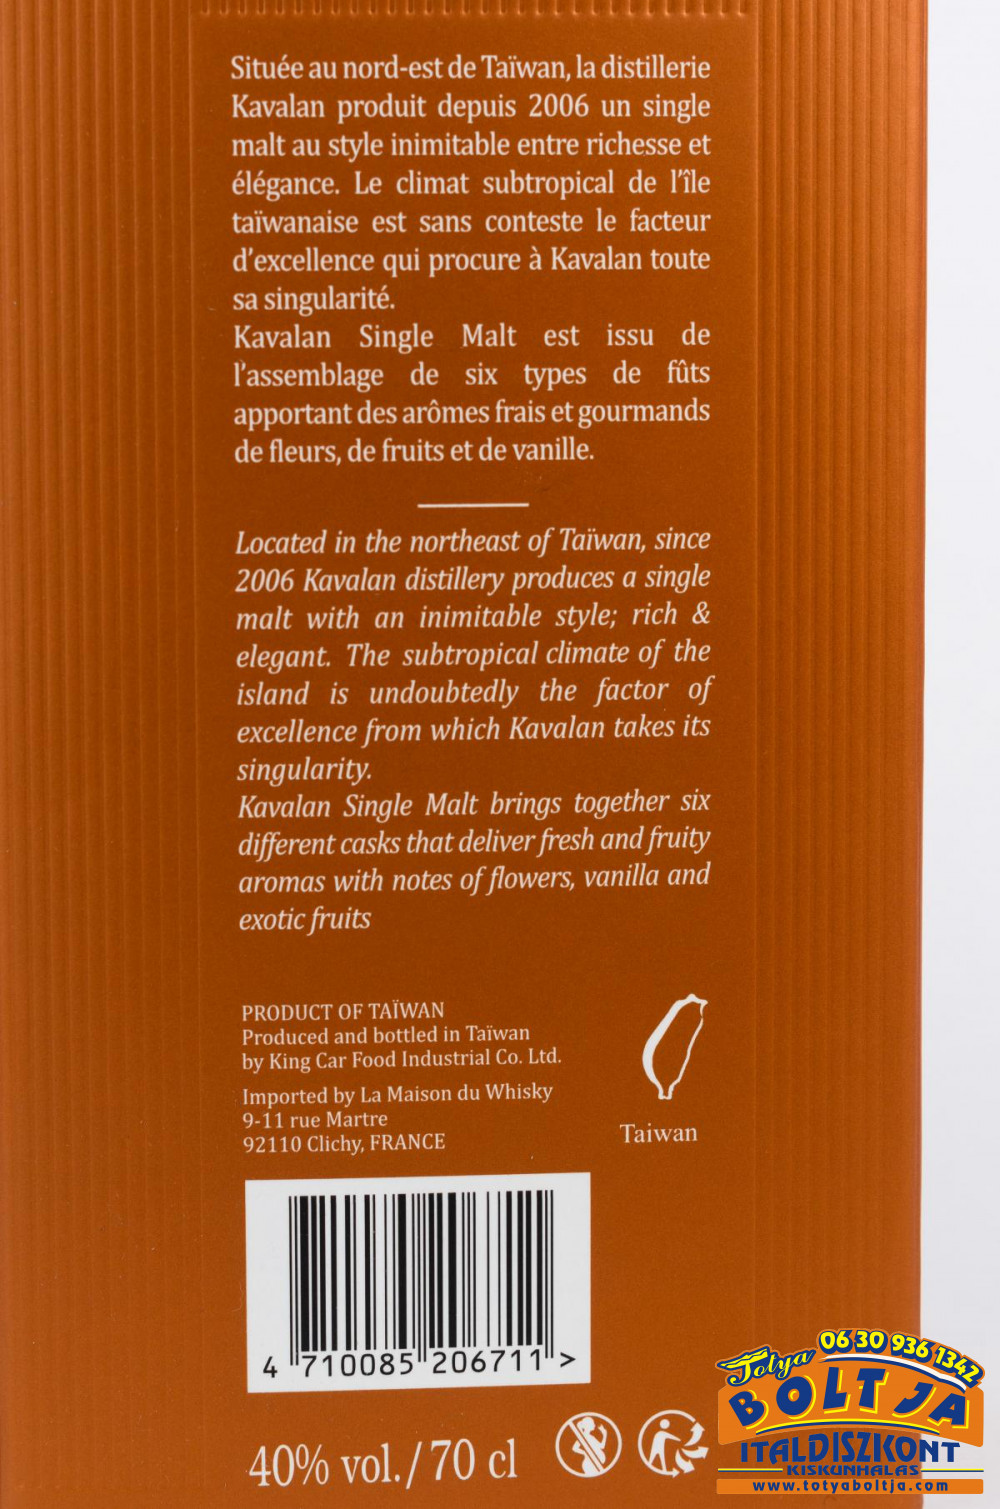 Située au nord-est de Taïwan, la distillerie
Kavalan produit depuis 2006 un single
malt au style inimitable entre richesse et
élégance. Le climat subtropical de l'île
taïwanaise est sans conteste le facteur
d'excellence qui procure à Kavalan toute
sa singularité.
Kavalan Single Malt est issu de
l'assemblage de six types de fûts
apportant des arômes frais et gourmands
de fleurs, de fruits et de vanille.
Located in the northeast of Taïwan, since
2006 Kavalan distillery produces a single
malt with an inimitable style; rich &
elegant. The subtropical climate of the
island is undoubtedly the factor of
excellence from which Kavalan takes its
singularity.
Kavalan Single Malt brings together six
different casks that deliver fresh and fruity
aromas with notes of flowers, vanilla and
exotic fruits
PRODUCT OF TAÏWAN
Produced and bottled in Taïwan
by King Car Food Industrial Co. Ltd.
Imported by La Maison du Whisky
9-11 rue Martre
92110 Clichy, FRANCE
Taiwan
4 710085 206711 >
40% vol./ 70 cl
06 30 936 1342
Totya
BOLTJA
ITALDISZKONT
KISKUNHALAS
www.totyaboltja.com